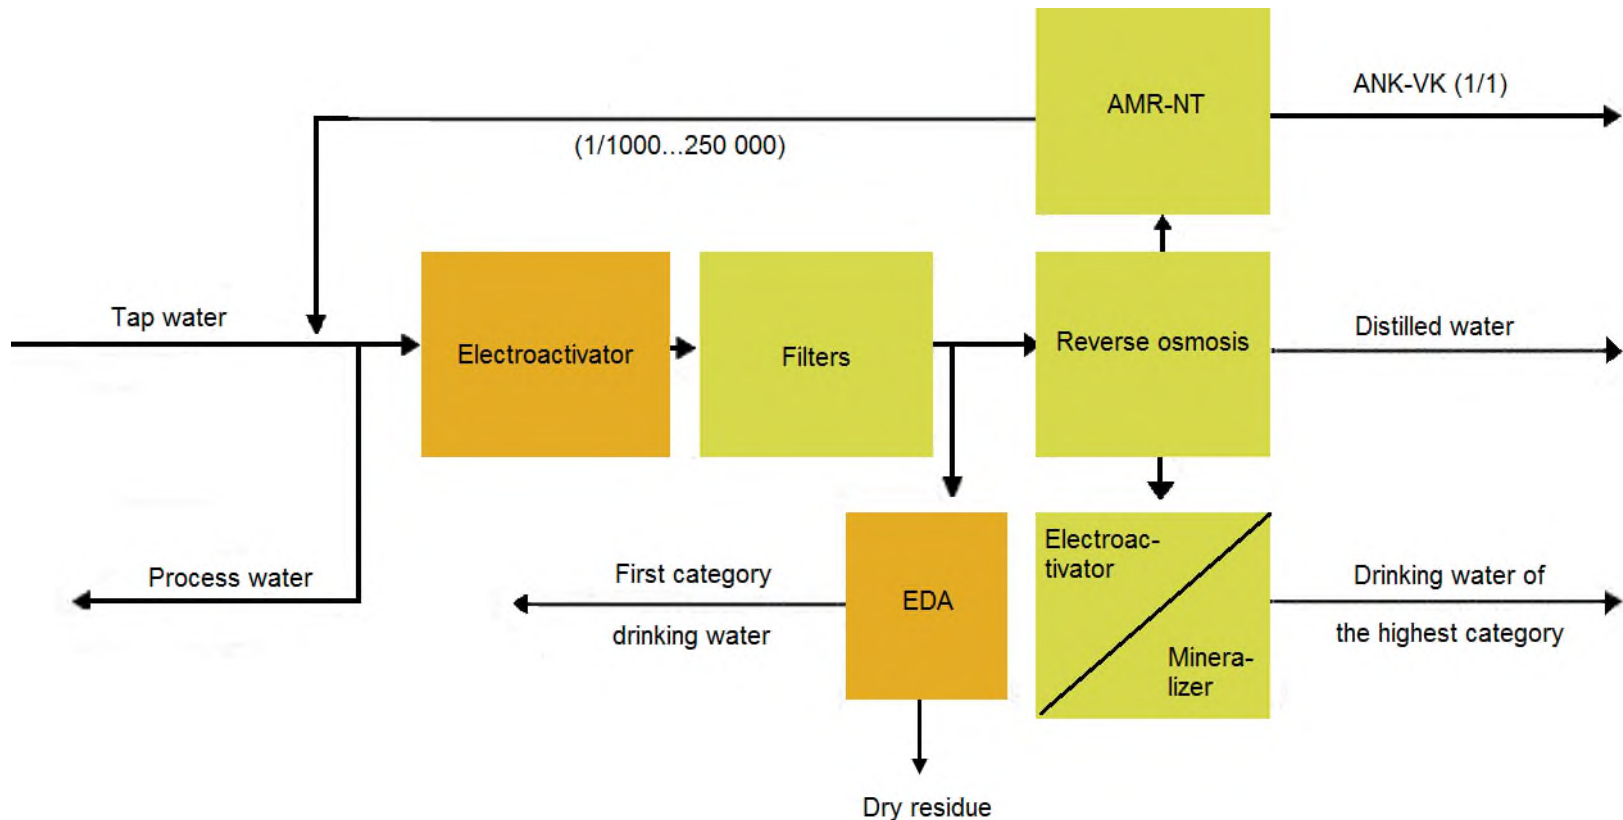 AMR-NT
ANK-VK (1/1)
(1/1000...250 000)
Tap water
Electroactivator
Filters
Reverse osmosis
Distilled water
Process water
First category
drinking water
EDA
Electroac-
tivator
Minera-
lizer
Drinking water of
the highest category
Dry residue